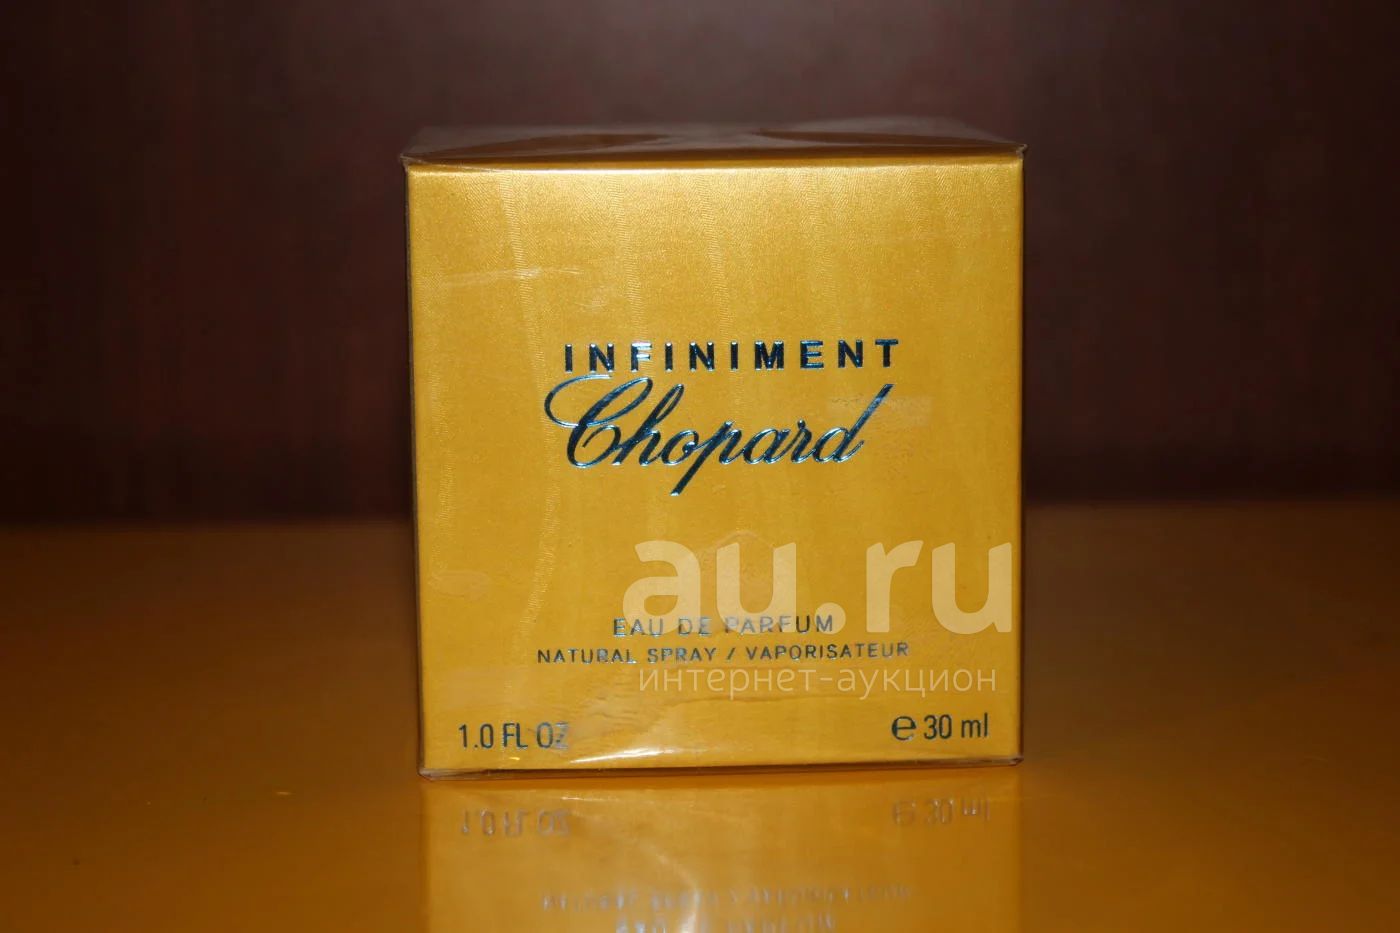 INFINIMENT
Chopard
au.ru
EAU DE PARFUM
NATURAL SPRAY / VAPORISATEUR
интернет-аукцион
1.0 FL OZ
℮ 30 ml